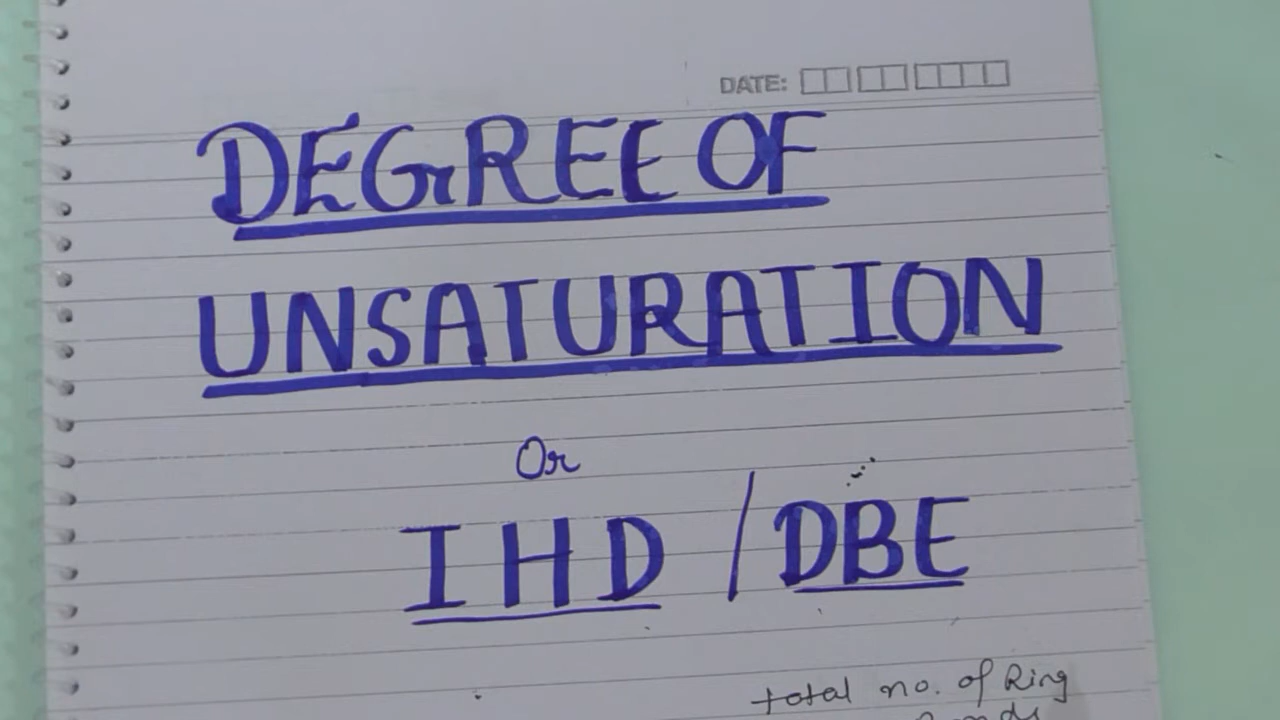 DATE:
DEGREE OF
UNSATURATION
Or
IHD / DBE
total no. of Ring